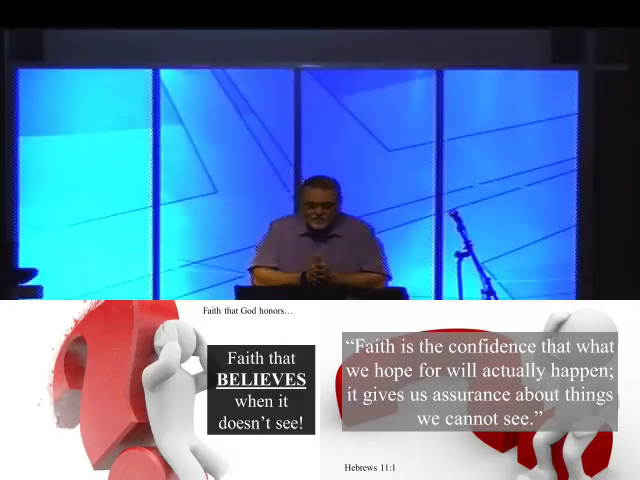 Faith that God honors…
Faith that
BELIEVES
when it
doesn’t see!
“Faith is the confidence that what
we hope for will actually happen;
it gives us assurance about things
we cannot see.”
Hebrews 11:1